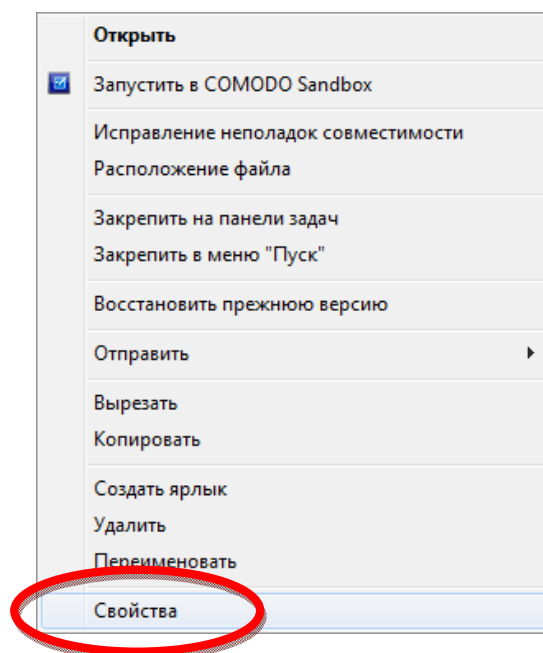 Открыть
Запустить в COMODO Sandbox
Исправление неполадок совместимости
Расположение файла
Закрепить на панели задач
Закрепить в меню "Пуск"
Восстановить прежнюю версию
Отправить
Вырезать
Копировать
Создать ярлык
Удалить
Переименовать
Свойства